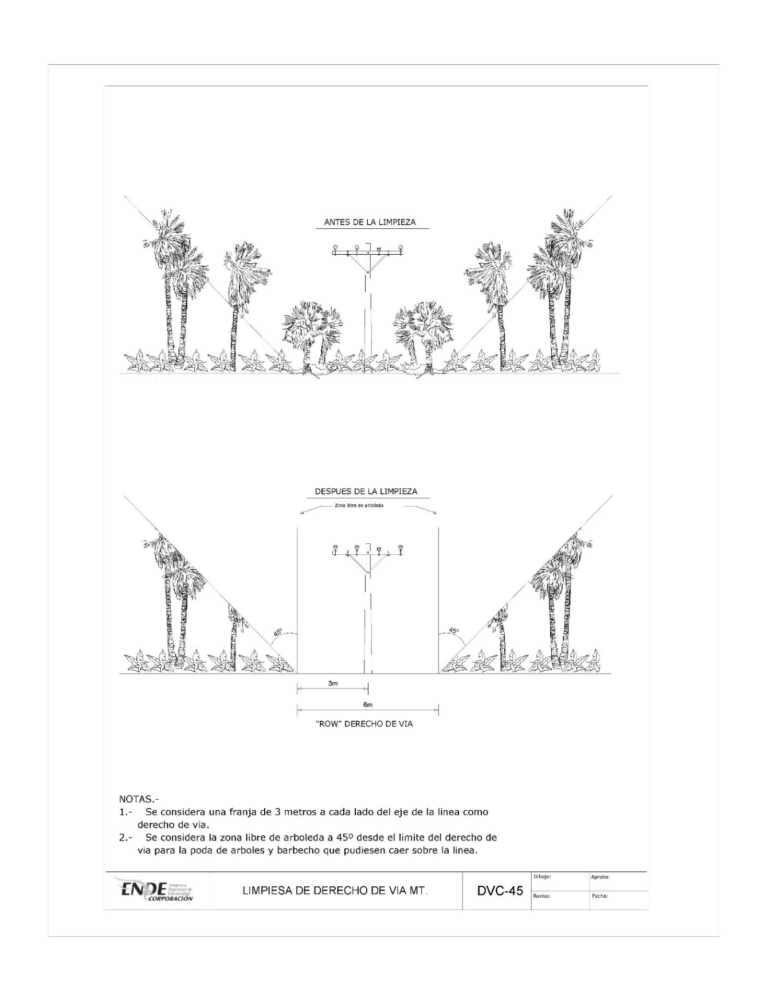 ANTES DE LA LIMPIEZA
DESPUES DE LA LIMPIEZA
Zona libre de arboleda
45º
45º
3m
6m
"ROW" DERECHO DE VIA
NOTAS.-
1.- Se considera una franja de 3 metros a cada lado del eje de la linea como
derecho de via.
2.- Se considera la zona libre de arboleda a 45º desde el limite del derecho de
via para la poda de arboles y barbecho que pudiesen caer sobre la linea.
ENDE
Empresa
Nacional de
Electricidad
CORPORACIÓN
LIMPIESA DE DERECHO DE VIA MT.
DVC-45
Dibujo:
Aprobo:
Reviso:
Fecha: